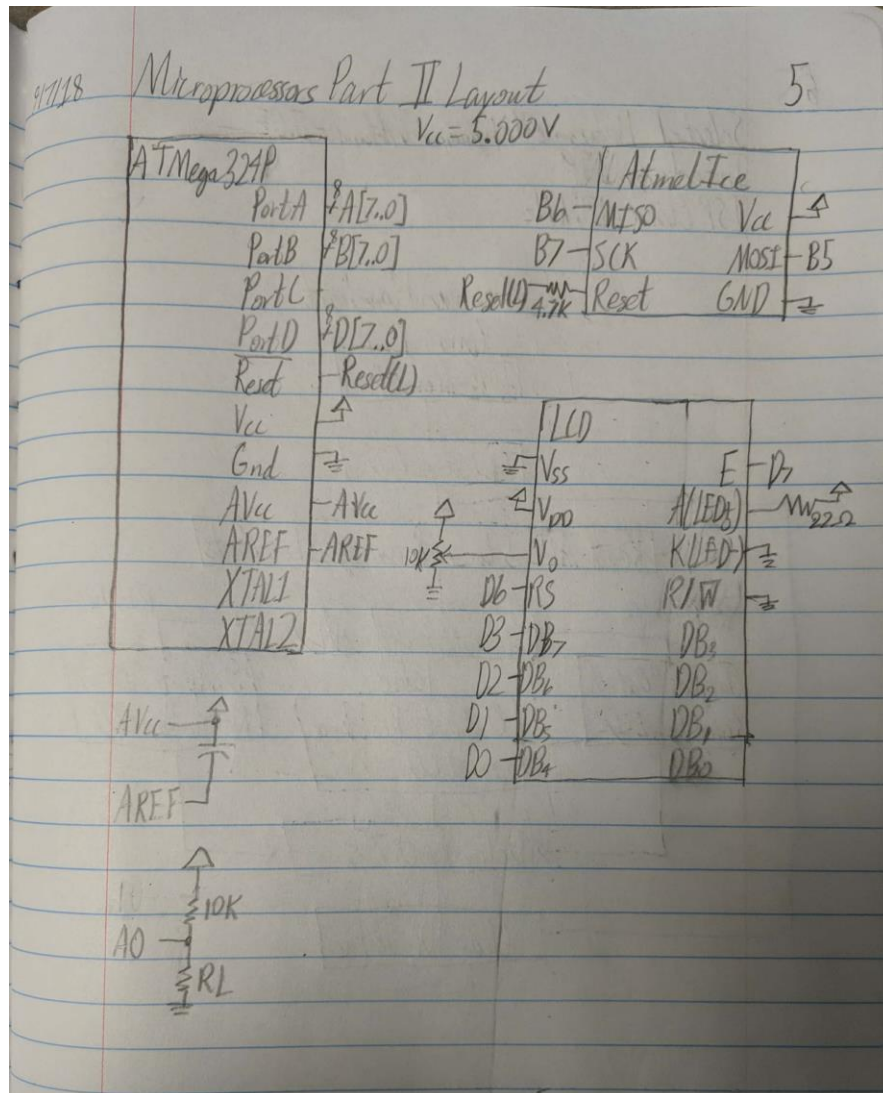 9/7/18 Microprocessors Part II Layout 5
Vcc = 5.000V
ATMega324P
PortA 8 A[7..0]
PortB 8 B[7..0]
PortC
PortD 8 D[7..0]
Reset Reset(L)
Vcc
Gnd
AVcc AVcc
AREF AREF
XTAL1
XTAL2
AtmelIce
B6 MISO Vcc
B7 SCK MOSI B5
Reset(L) 4.7K Reset GND
LCD
VSS E D7
VDD A(LED+) 22Ω
10K V0 K(LED-)
D6 RS R/W
D3 DB7 DB3
D2 DB6 DB2
D1 DB5 DB1
D0 DB4 DB0
AVcc
AREF
10K
A0
RL